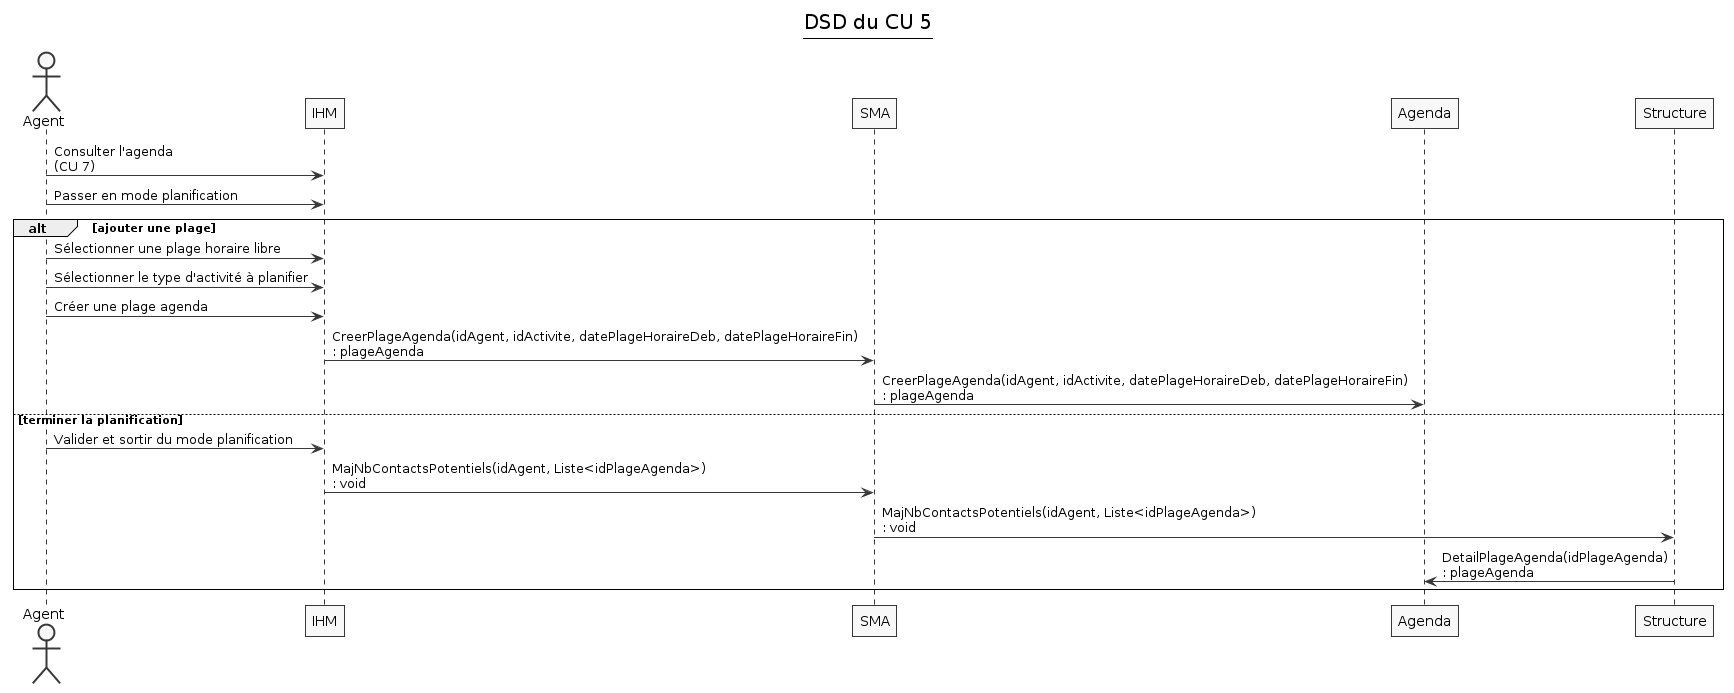 DSD du CU 5
Agent
IHM
SMA
Agenda
Structure
Consulter l'agenda
(CU 7)
Passer en mode planification
alt
[ajouter une plage]
Sélectionner une plage horaire libre
Sélectionner le type d'activité à planifier
Créer une plage agenda
CreerPlageAgenda(idAgent, idActivite, datePlageHoraireDeb, datePlageHoraireFin)
: plageAgenda
CreerPlageAgenda(idAgent, idActivite, datePlageHoraireDeb, datePlageHoraireFin)
: plageAgenda
[terminer la planification]
Valider et sortir du mode planification
MajNbContactsPotentiels(idAgent, Liste<idPlageAgenda>)
: void
MajNbContactsPotentiels(idAgent, Liste<idPlageAgenda>)
: void
DetailPlageAgenda(idPlageAgenda)
: plageAgenda
Agent
IHM
SMA
Agenda
Structure